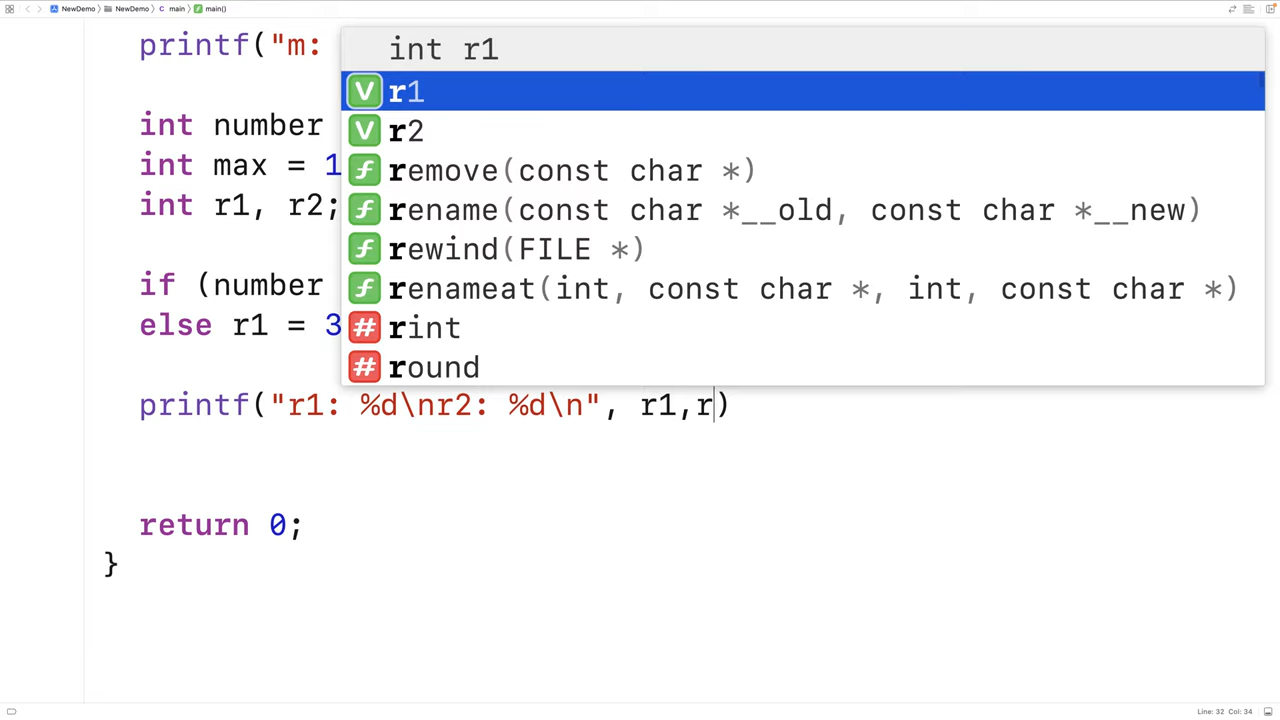 NewDemo > NewDemo > C main > f main()
printf("m:
int r1
V r1
int number
V r2
int max = 1
f remove(const char *)
int r1, r2;
f rename(const char *__old, const char *__new)
f rewind(FILE *)
if (number
f renameat(int, const char *, int, const char *)
else r1 = 3
# rint
# round
printf("r1: %d\nr2: %d\n", r1,r)
return 0;
}
Line: 32 Col: 34